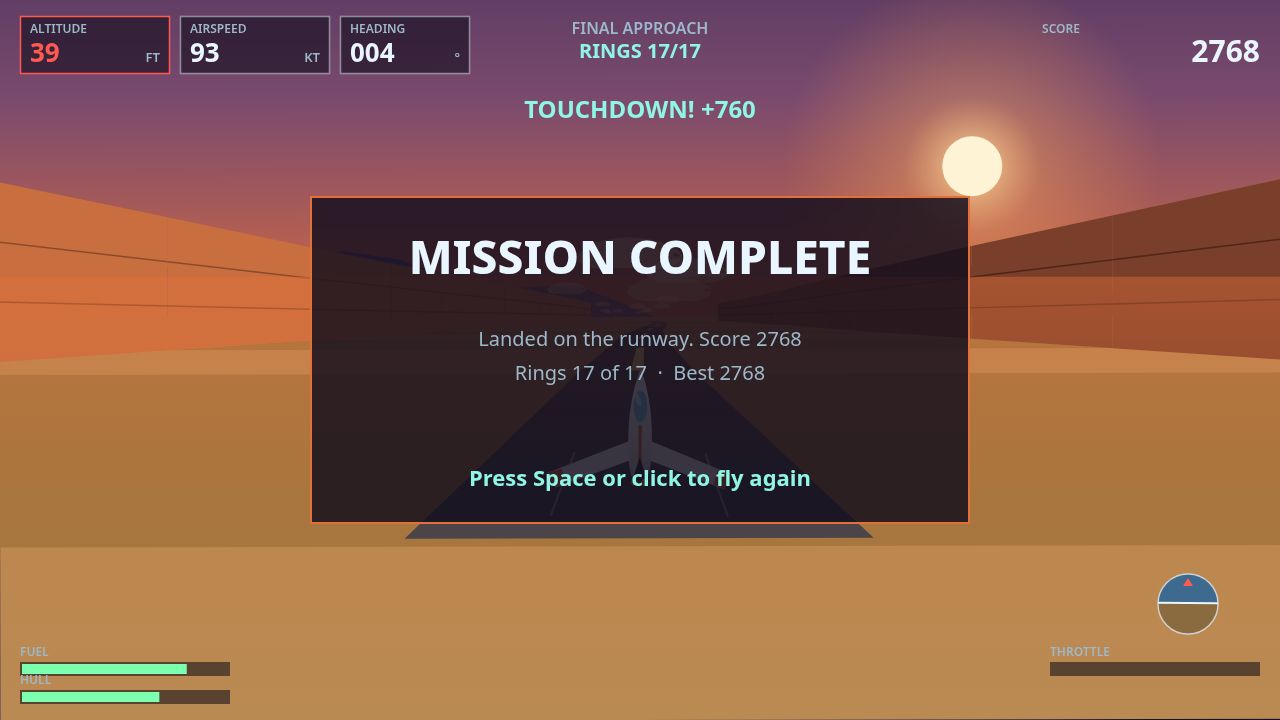 ALTITUDE
39 FT
AIRSPEED
93 KT
HEADING
004 °
FINAL APPROACH
RINGS 17/17
SCORE
2768
TOUCHDOWN! +760
MISSION COMPLETE
Landed on the runway. Score 2768
Rings 17 of 17 · Best 2768
Press Space or click to fly again
FUEL
HULL
THROTTLE